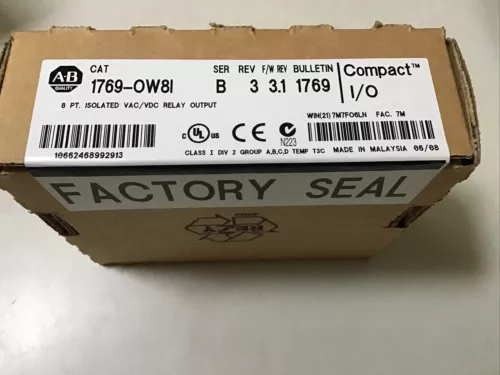 A-B
QUALITY
CAT SER REV F/W REV BULLETIN
1769-OW8I B 3 3.1 1769
Compact™
I/O
8 PT. ISOLATED VAC/VDC RELAY OUTPUT
WIN(21) 7M7FO6LN FAC. 7M
10662468992913
c UL US CE N223
CLASS I DIV 2 GROUP A,B,C,D TEMP T3C MADE IN MALAYSIA 06/08
FACTORY SEAL